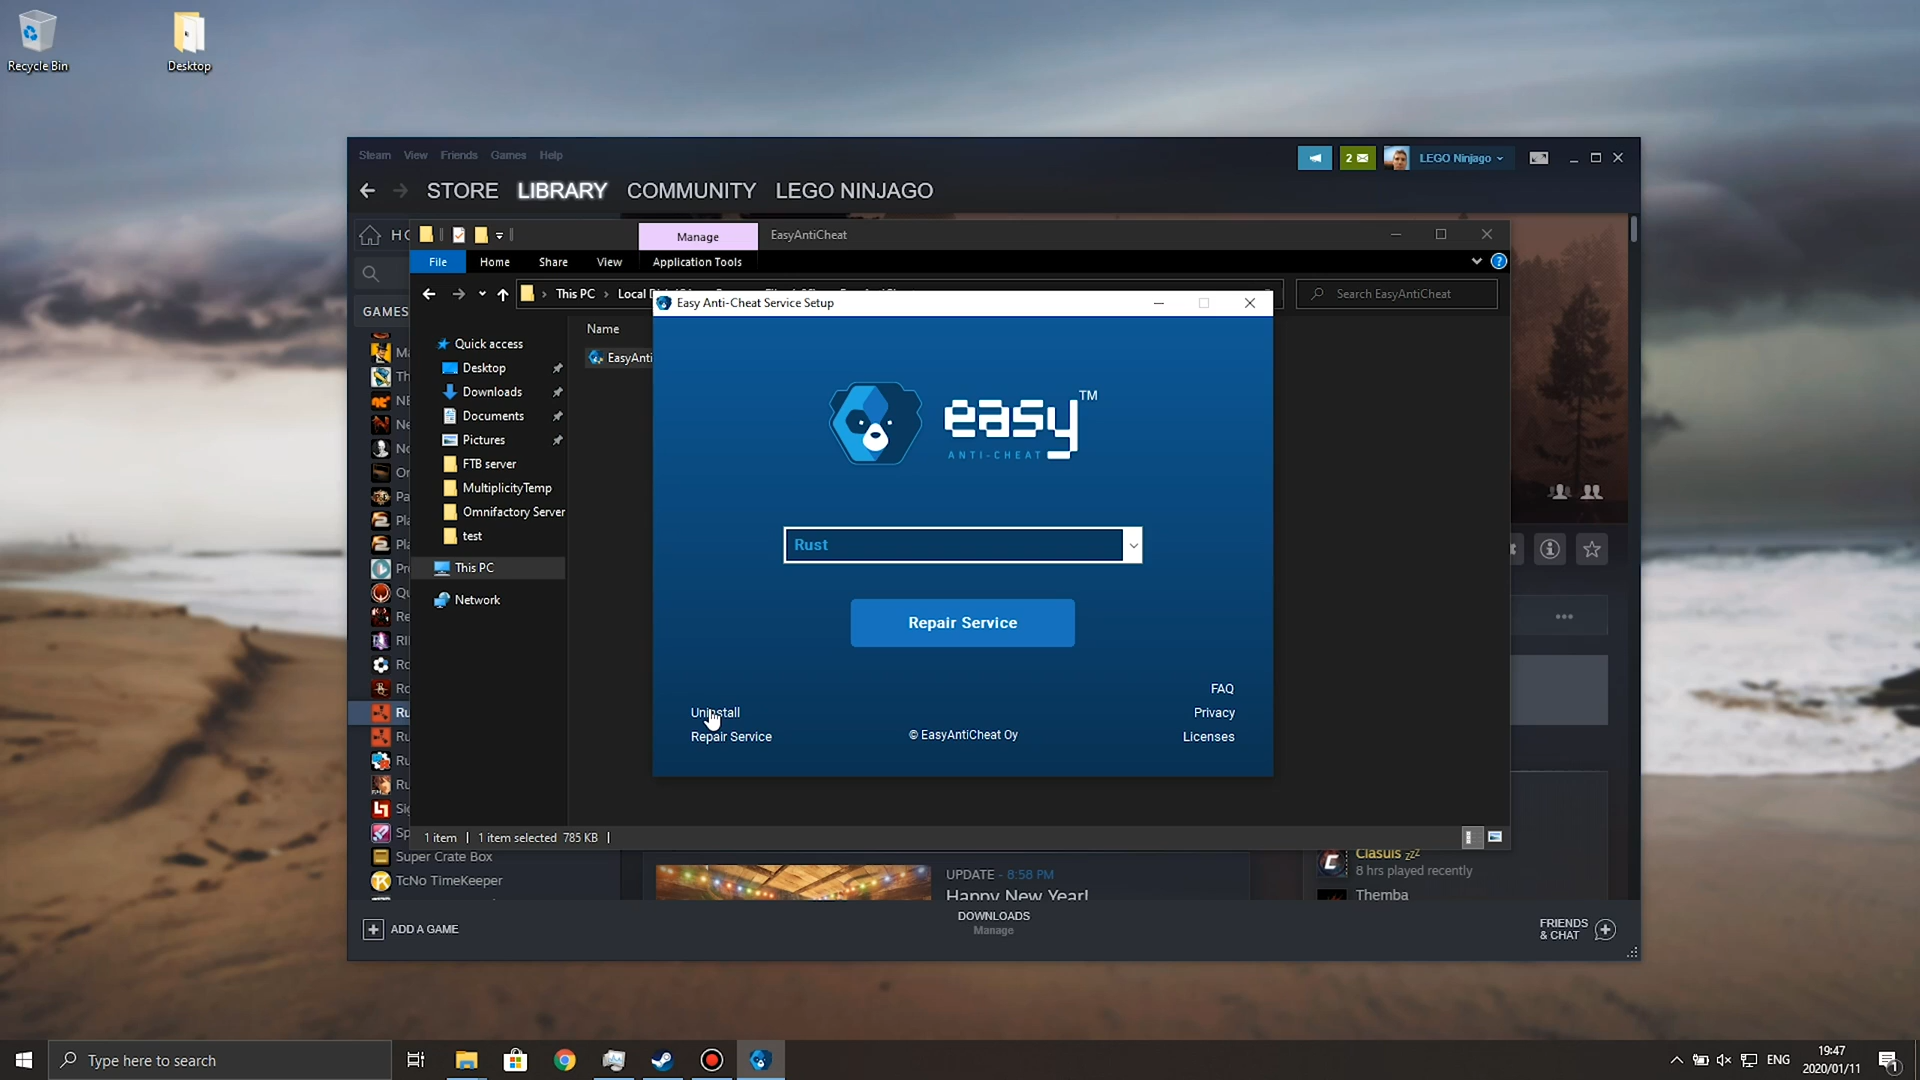 Recycle Bin
Desktop
Steam View Friends Games Help
2
LEGO Ninjago
STORE LIBRARY COMMUNITY LEGO NINJAGO
Manage
EasyAntiCheat
File
Home
Share
View
Application Tools
This PC
Search EasyAntiCheat
GAMES
Quick access
Desktop
Downloads
Documents
Pictures
FTB server
MultiplicityTemp
Omnifactory Server
test
This PC
Network
Name
EasyAnti
Easy Anti-Cheat Service Setup
easy™
ANTI-CHEAT
Rust
Repair Service
Uninstall
Repair Service
© EasyAntiCheat Oy
FAQ
Privacy
Licenses
1 item
1 item selected 785 KB
Super Crate Box
TcNo TimeKeeper
UPDATE - 8:58 PM
Happy New Year!
Clasuis zzz
8 hrs played recently
Themba
ADD A GAME
DOWNLOADS
Manage
FRIENDS
& CHAT
Type here to search
ENG
19:47
2020/01/11
1